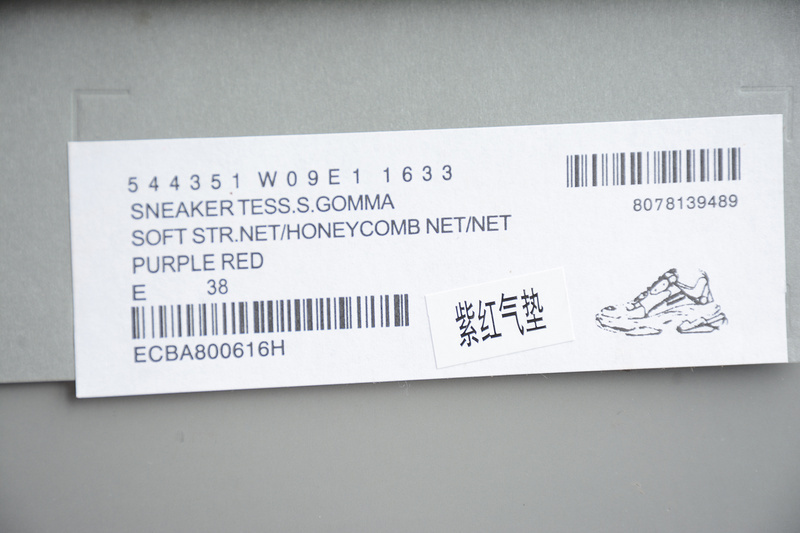 544351 W09E1 1633
8078139489
SNEAKER TESS.S.GOMMA
SOFT STR.NET/HONEYCOMB NET/NET
PURPLE RED
E 38
ECBA800616H
紫红气垫